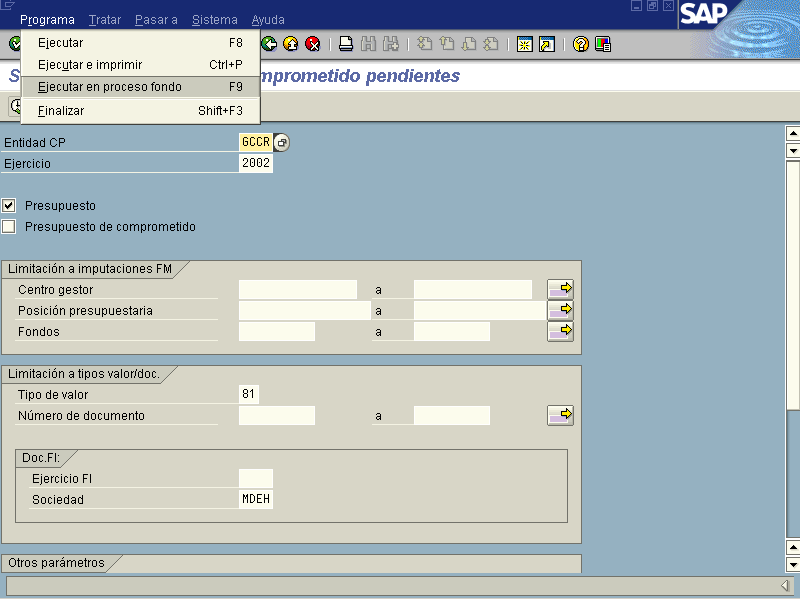 Programa Tratar Pasar a Sistema Ayuda
SAP
Ejecutar F8
Ejecutar e imprimir Ctrl+P
Ejecutar en proceso fondo F9
Finalizar Shift+F3
S mprometido pendientes
Entidad CP GCCR
Ejercicio 2002
Presupuesto
Presupuesto de comprometido
Limitación a imputaciones FM
Centro gestor a
Posición presupuestaria a
Fondos a
Limitación a tipos valor/doc.
Tipo de valor 81
Número de documento a
Doc.FI:
Ejercicio FI
Sociedad MDEH
Otros parámetros